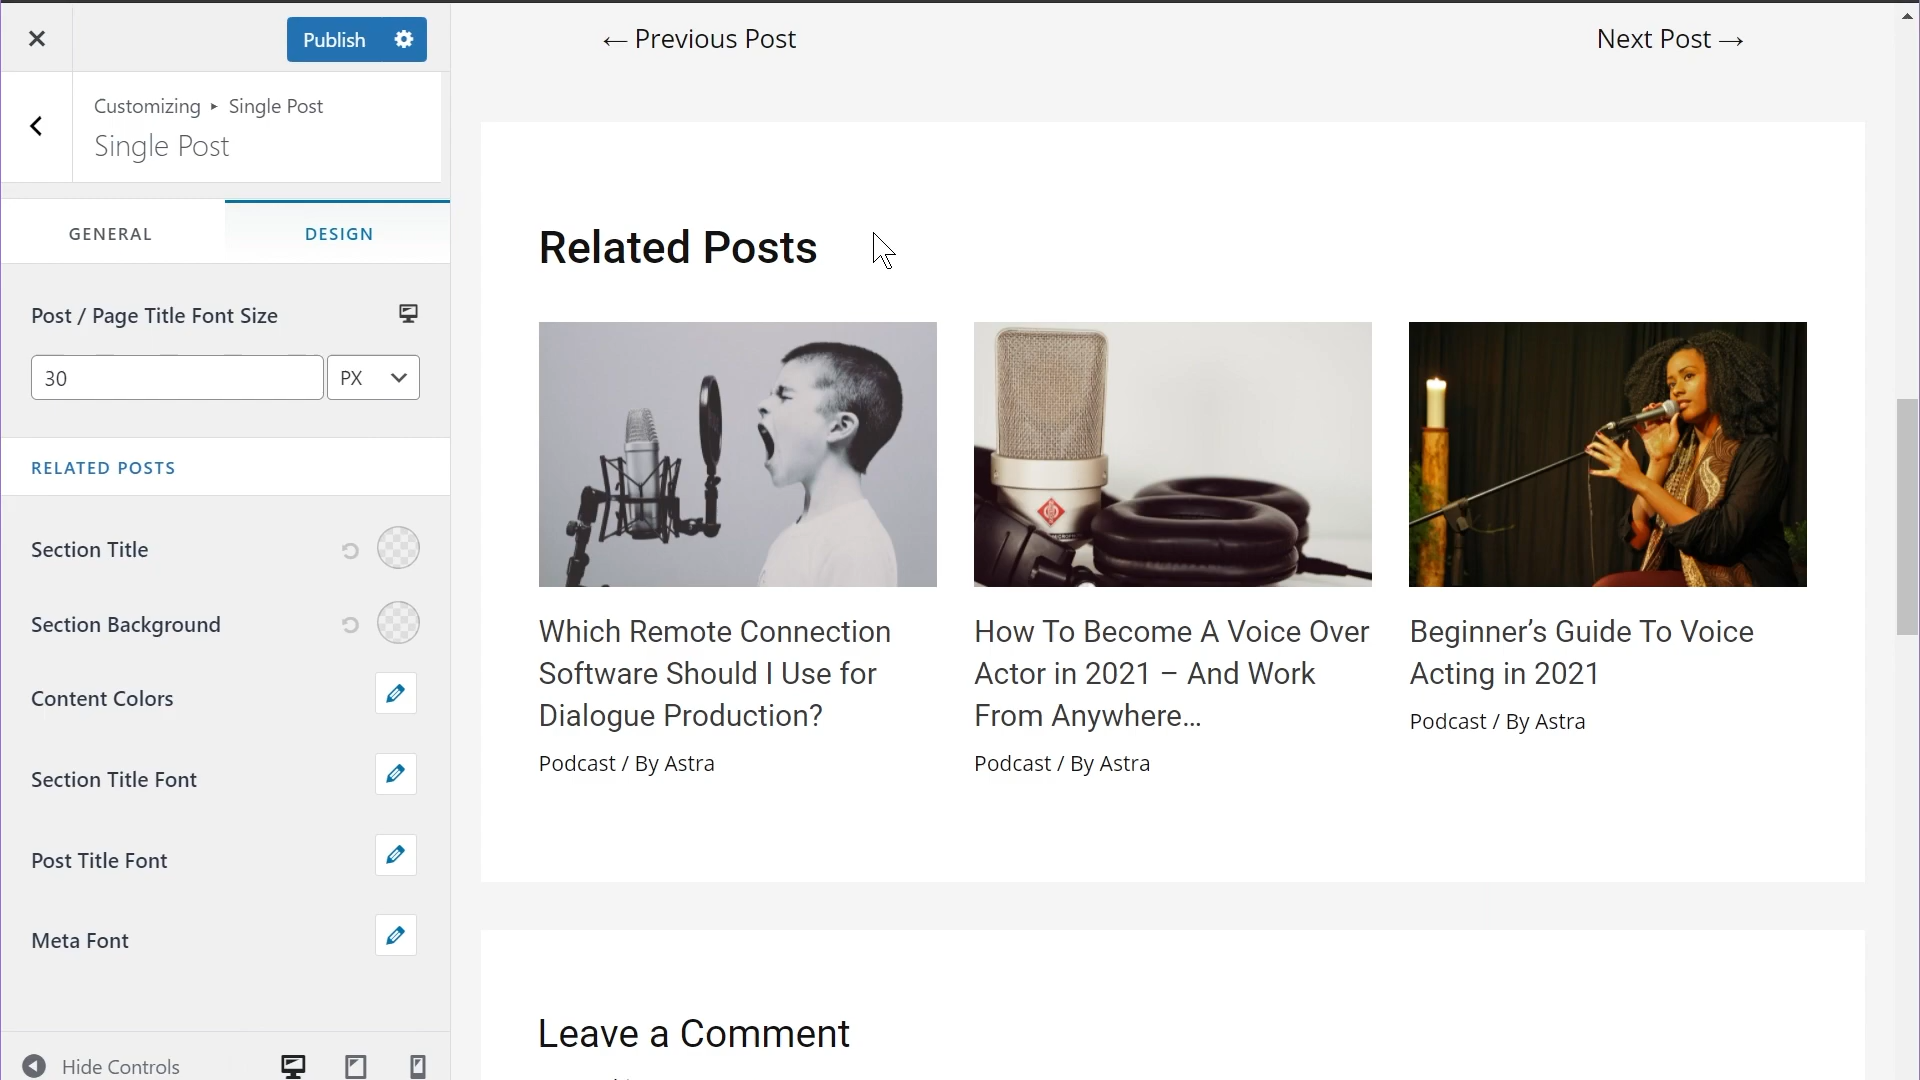 Publish
Customizing ▸ Single Post
Single Post
GENERAL
DESIGN
Post / Page Title Font Size
30
PX
RELATED POSTS
Section Title
Section Background
Content Colors
Section Title Font
Post Title Font
Meta Font
Hide Controls
← Previous Post
Next Post →
Related Posts
Which Remote Connection
Software Should I Use for
Dialogue Production?
Podcast / By Astra
How To Become A Voice Over
Actor in 2021 – And Work
From Anywhere…
Podcast / By Astra
Beginner’s Guide To Voice
Acting in 2021
Podcast / By Astra
Leave a Comment